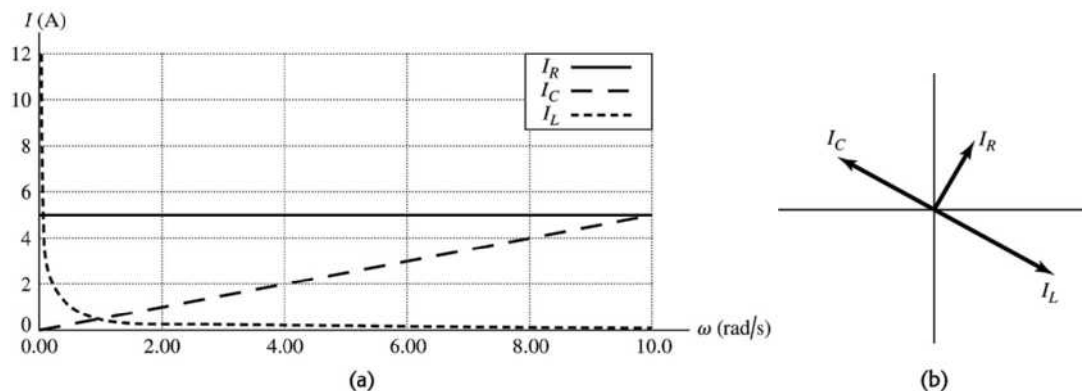 I (A)
12
10
8
6
4
2
0
0.00 2.00 4.00 6.00 8.00 10.0
ω (rad/s)
I_R
I_C
I_L
(a)
I_C
I_R
I_L
(b)